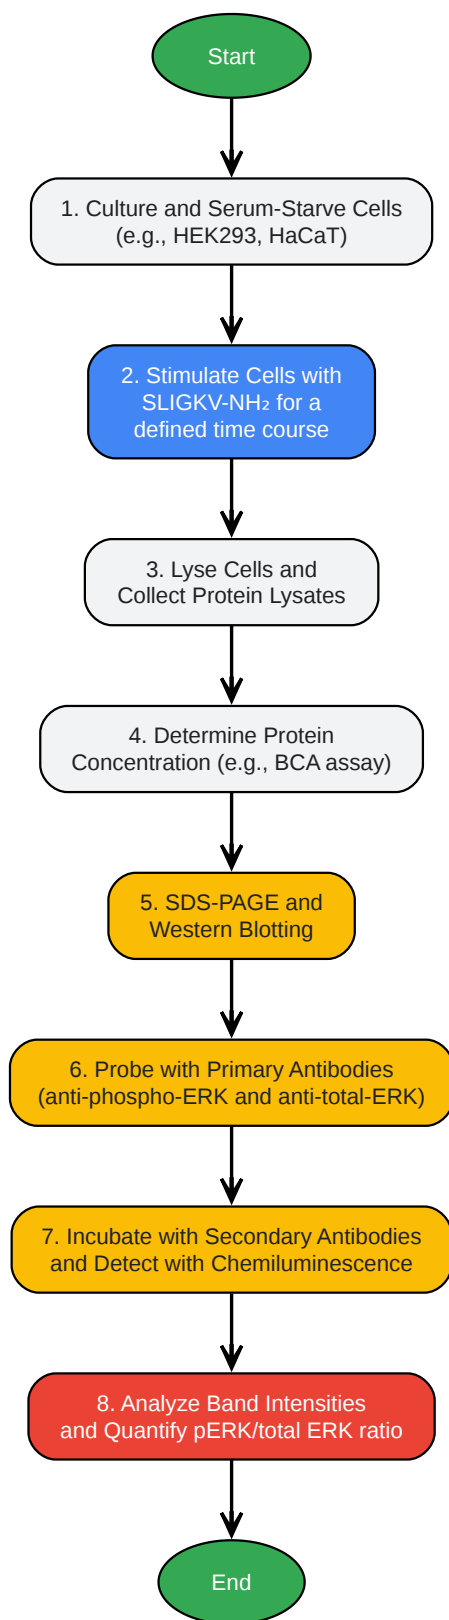 Start
1. Culture and Serum-Starve Cells
(e.g., HEK293, HaCaT)
2. Stimulate Cells with
SLIGKV-NH₂ for a
defined time course
3. Lyse Cells and
Collect Protein Lysates
4. Determine Protein
Concentration (e.g., BCA assay)
5. SDS-PAGE and
Western Blotting
6. Probe with Primary Antibodies
(anti-phospho-ERK and anti-total-ERK)
7. Incubate with Secondary Antibodies
and Detect with Chemiluminescence
8. Analyze Band Intensities
and Quantify pERK/total ERK ratio
End